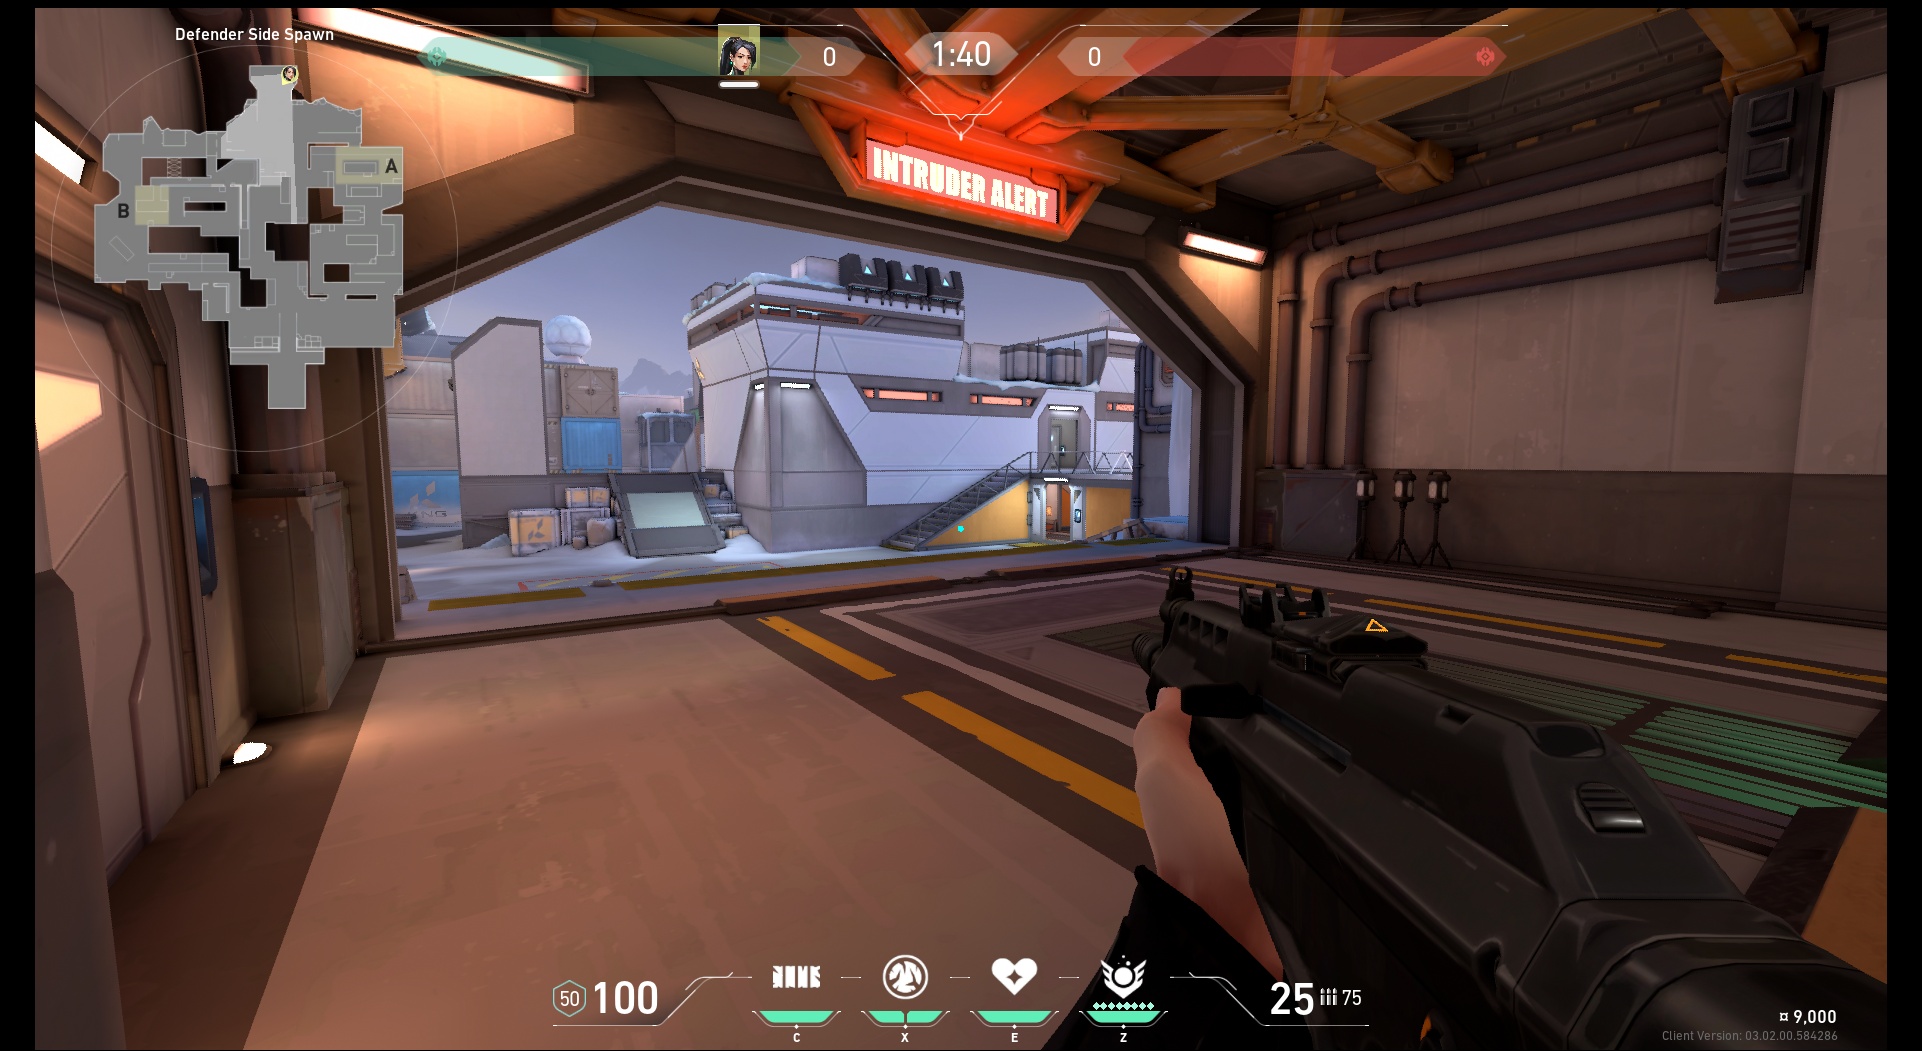 Defender Side Spawn
0
1:40
0
INTRUDER ALERT
A
B
50
100
25
75
C
X
E
Z
¤ 9,000
Client Version: 03.02.00.584286